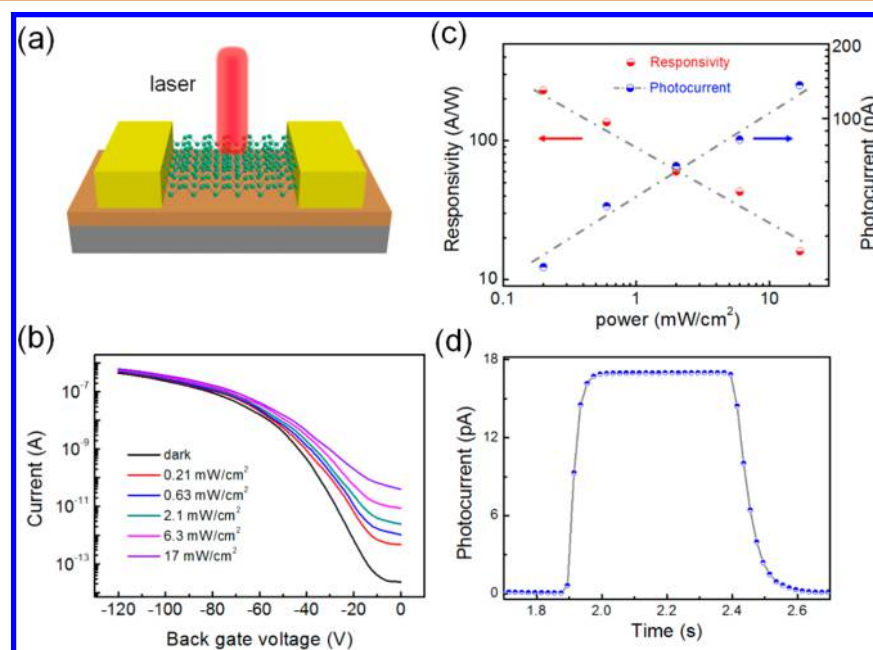 (a)
laser
(b)
10⁻⁷
10⁻⁹
10⁻¹¹
10⁻¹³
Current (A)
dark
0.21 mW/cm²
0.63 mW/cm²
2.1 mW/cm²
6.3 mW/cm²
17 mW/cm²
-120 -100 -80 -60 -40 -20 0
Back gate voltage (V)
(c)
Responsivity
Photocurrent
100
10
Responsivity (A/W)
200
100
Photocurrent (pA)
0.1 1 10
power (mW/cm²)
(d)
18
12
6
0
Photocurrent (pA)
1.8 2.0 2.2 2.4 2.6
Time (s)